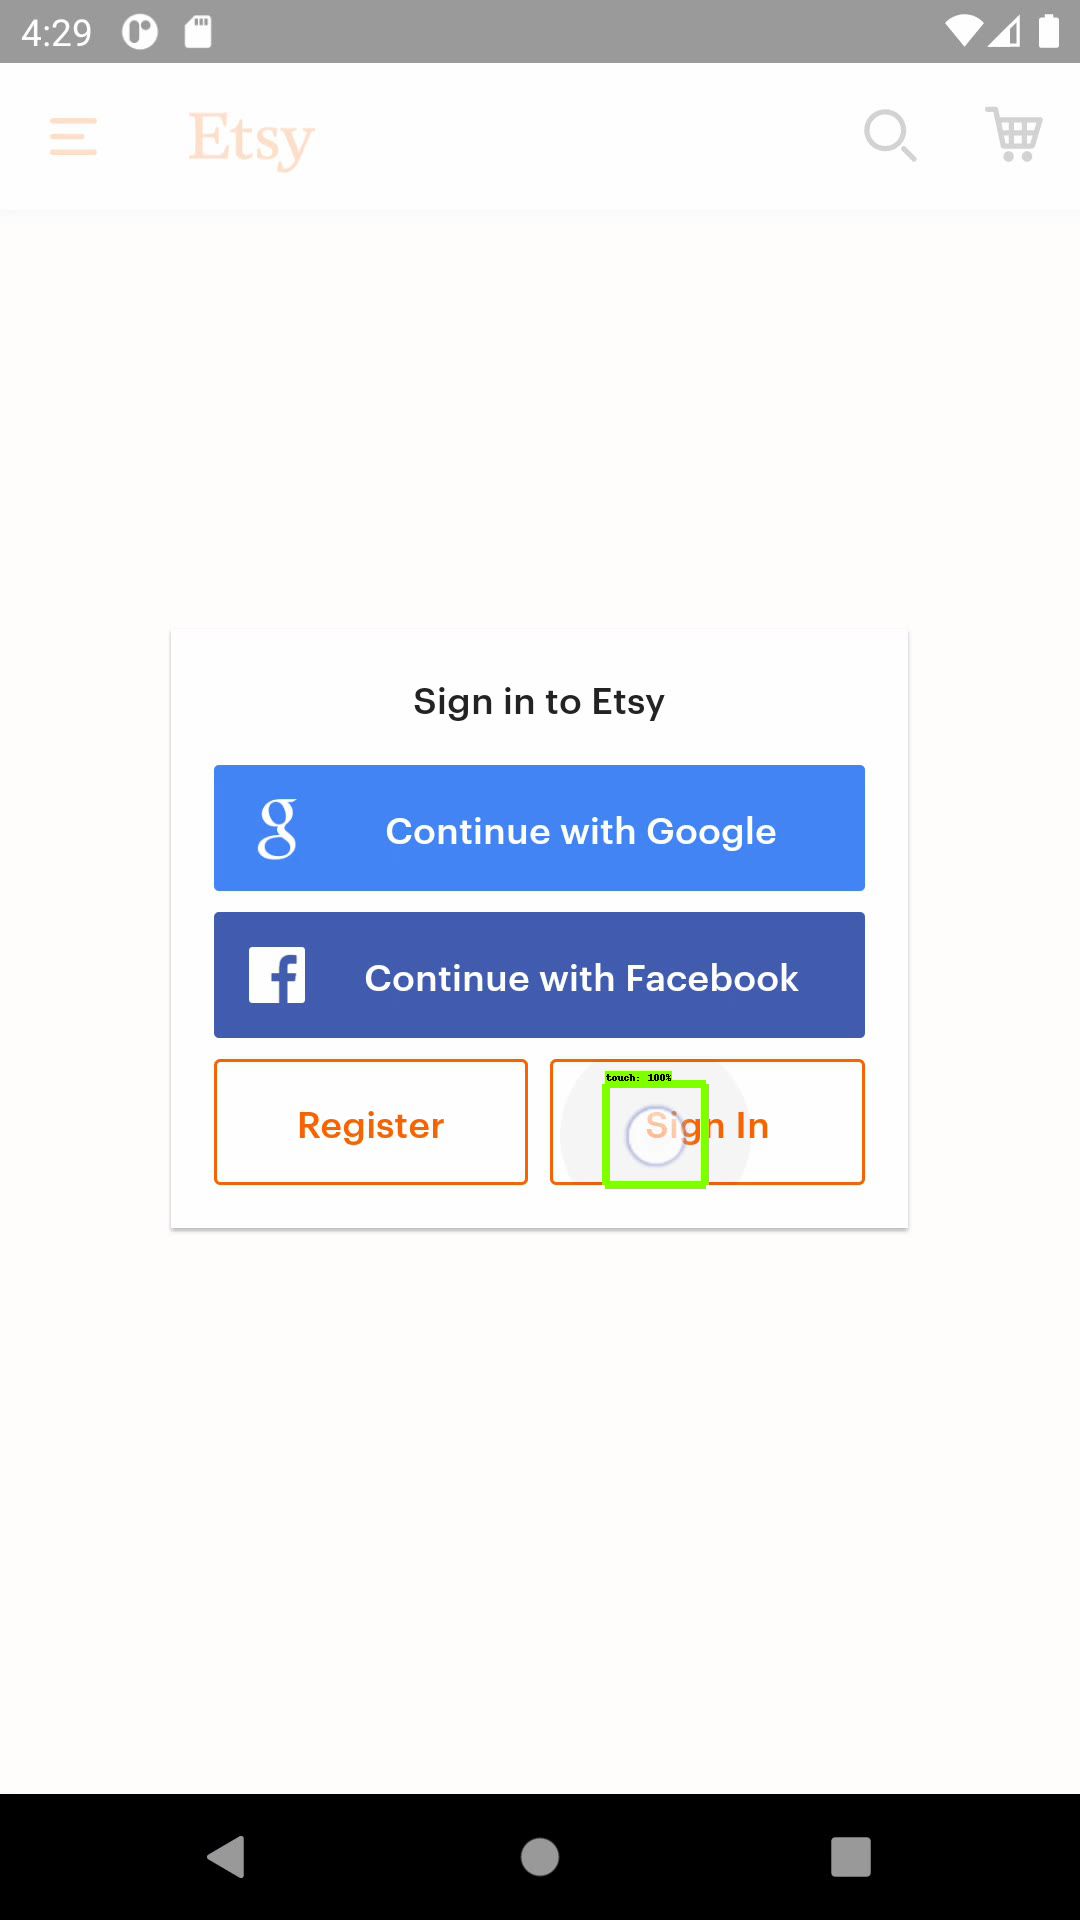 4:29
Etsy
Sign in to Etsy
Continue with Google
Continue with Facebook
Register
touch: 100%
Sign In